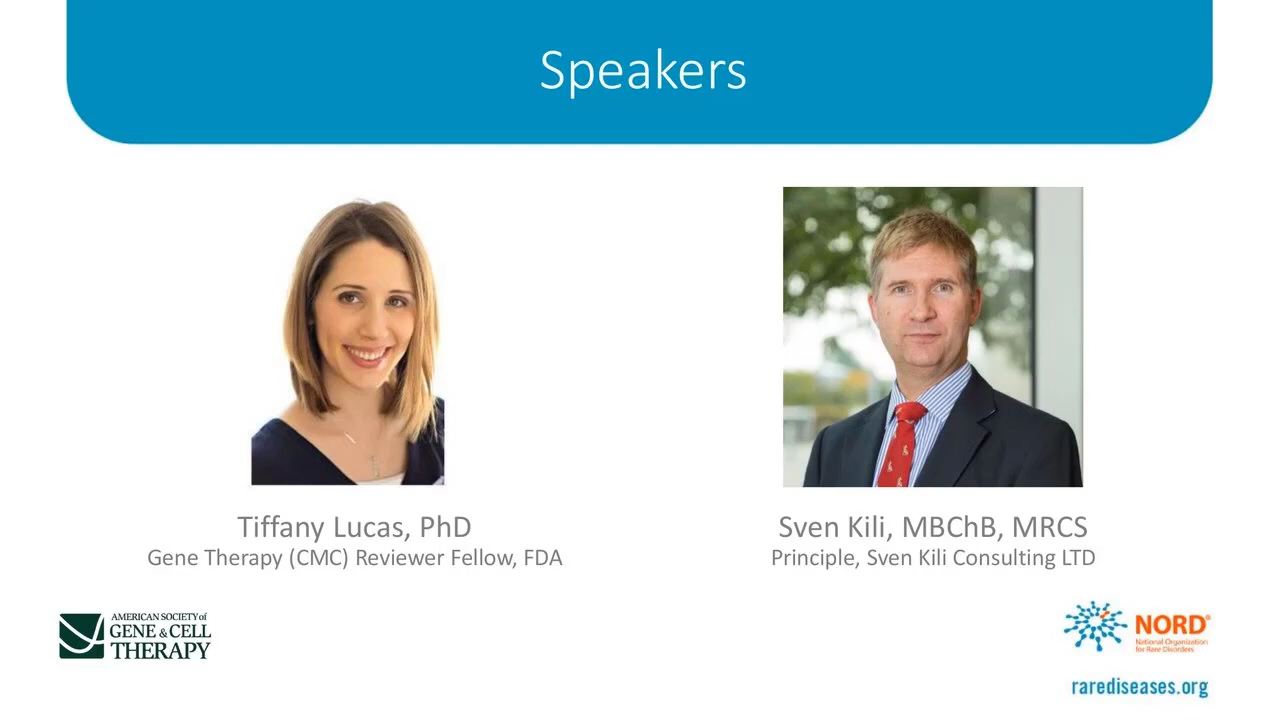 Speakers
Tiffany Lucas, PhD
Gene Therapy (CMC) Reviewer Fellow, FDA
Sven Kili, MBChB, MRCS
Principle, Sven Kili Consulting LTD
AMERICAN SOCIETY of
GENE & CELL
THERAPY
NORD®
National Organization
for Rare Disorders
rarediseases.org